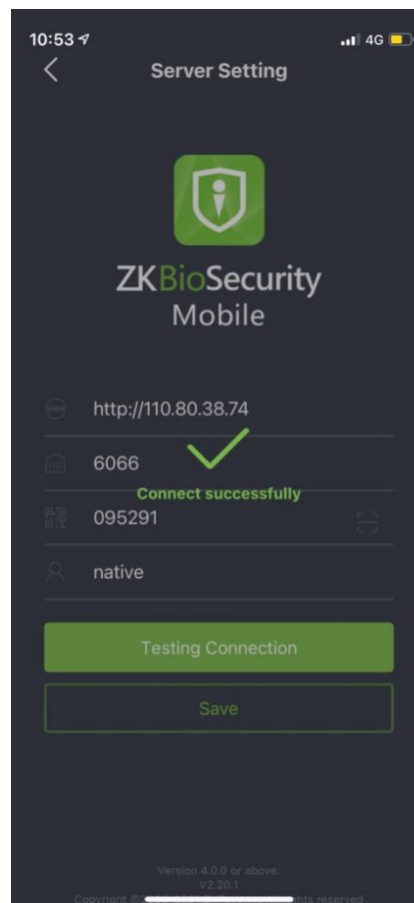 10:53
4G
Server Setting
ZKBioSecurity
Mobile
http://110.80.38.74
6066
Connect successfully
095291
native
Testing Connection
Save
Version 4.0.0 or above.
V2.20.1
Copyright ©
rights reserved